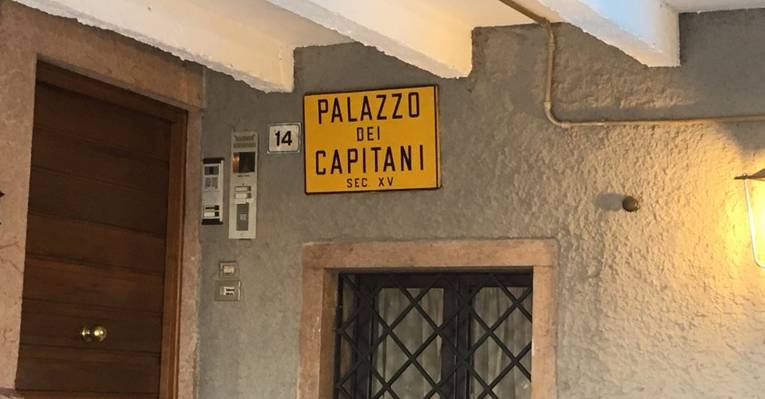 14
PALAZZO
DEI
CAPITANI
SEC. XV